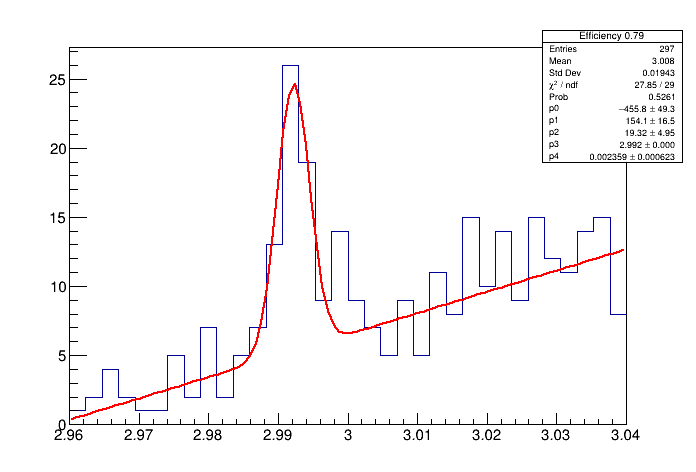 Efficiency 0.79
Entries 297
Mean 3.008
Std Dev 0.01943
χ² / ndf 27.85 / 29
Prob 0.5261
p0 −455.8 ± 49.3
p1 154.1 ± 16.5
p2 19.32 ± 4.95
p3 2.992 ± 0.000
p4 0.002359 ± 0.000623
25
20
15
10
5
0
2.96 2.97 2.98 2.99 3 3.01 3.02 3.03 3.04